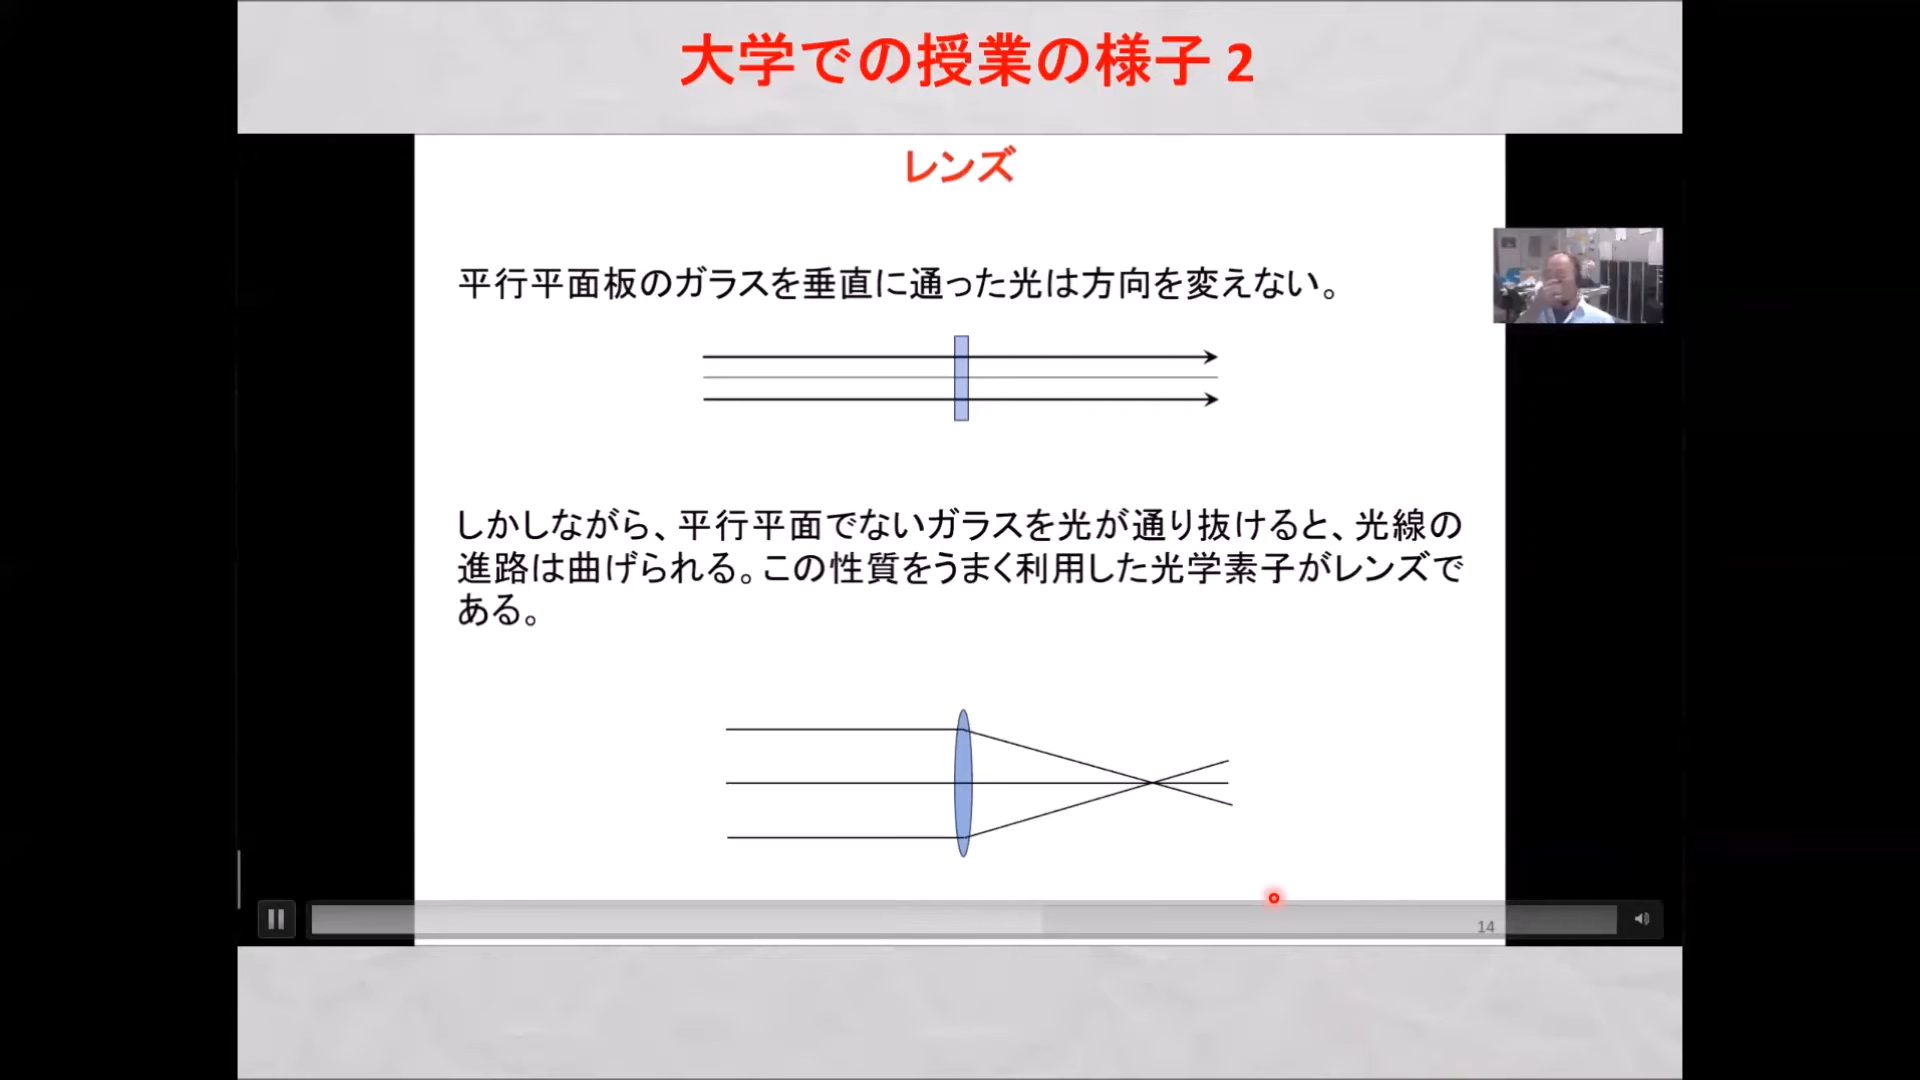 大学での授業の様子 2
レンズ
平行平面板のガラスを垂直に通った光は方向を変えない。
しかしながら、平行平面でないガラスを光が通り抜けると、光線の
進路は曲げられる。この性質をうまく利用した光学素子がレンズで
ある。
14